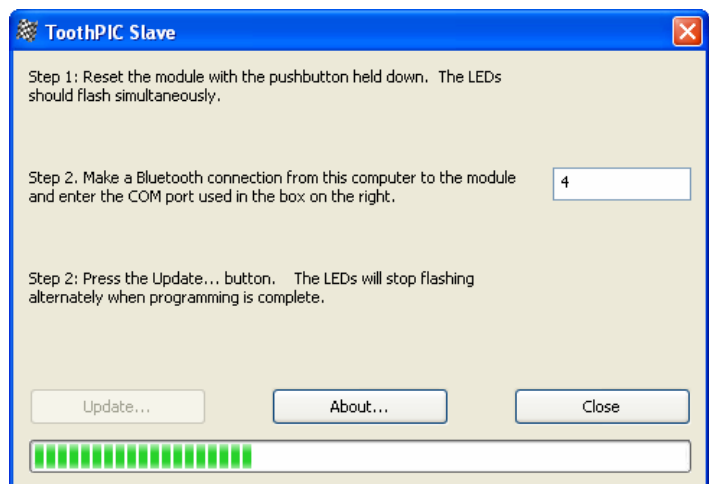 ToothPIC Slave
Step 1: Reset the module with the pushbutton held down.  The LEDs
should flash simultaneously.
Step 2. Make a Bluetooth connection from this computer to the module
and enter the COM port used in the box on the right.
4
Step 2: Press the Update... button.   The LEDs will stop flashing
alternately when programming is complete.
Update... About... Close